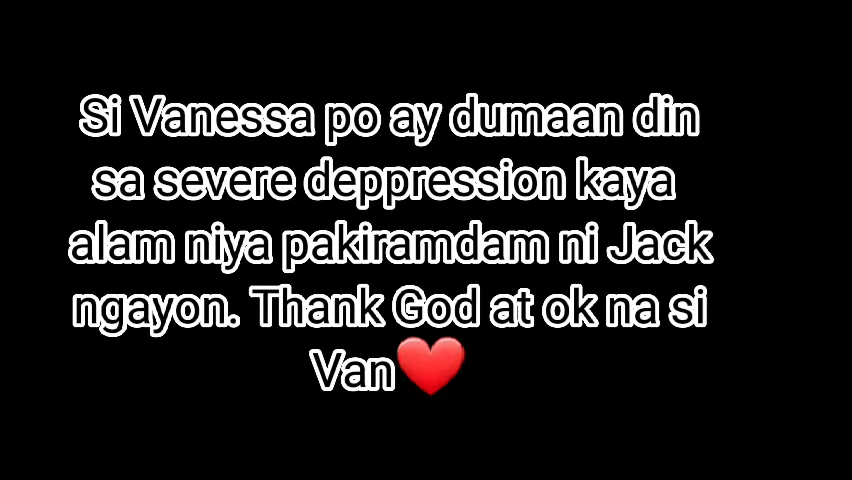 Si Vanessa po ay dumaan din
sa severe deppression kaya
alam niya pakiramdam ni Jack
ngayon. Thank God at ok na si
Van❤️